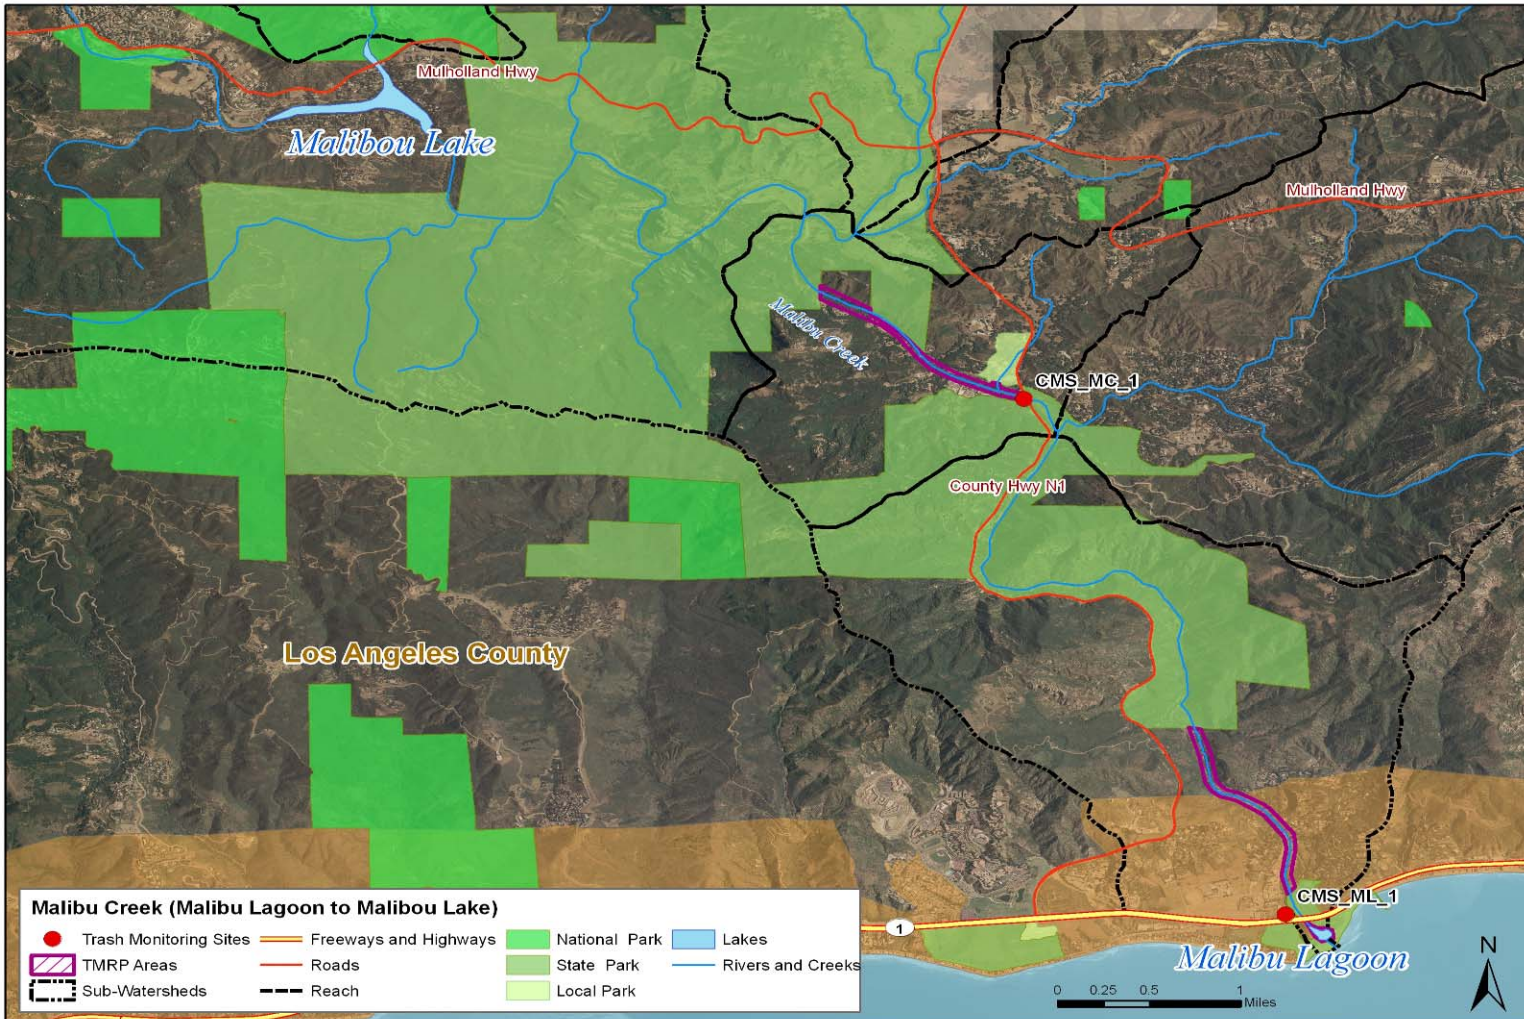 Mulholland Hwy
Malibou Lake
Mulholland Hwy
Malibu Creek
CMS_MC_1
County Hwy N1
Los Angeles County
CMS_ML_1
1
Malibu Lagoon
Malibu Creek (Malibu Lagoon to Malibou Lake)
Trash Monitoring Sites
Freeways and Highways
National Park
Lakes
TMRP Areas
Roads
State Park
Rivers and Creeks
Sub-Watersheds
Reach
Local Park
0 0.25 0.5 1
Miles
N